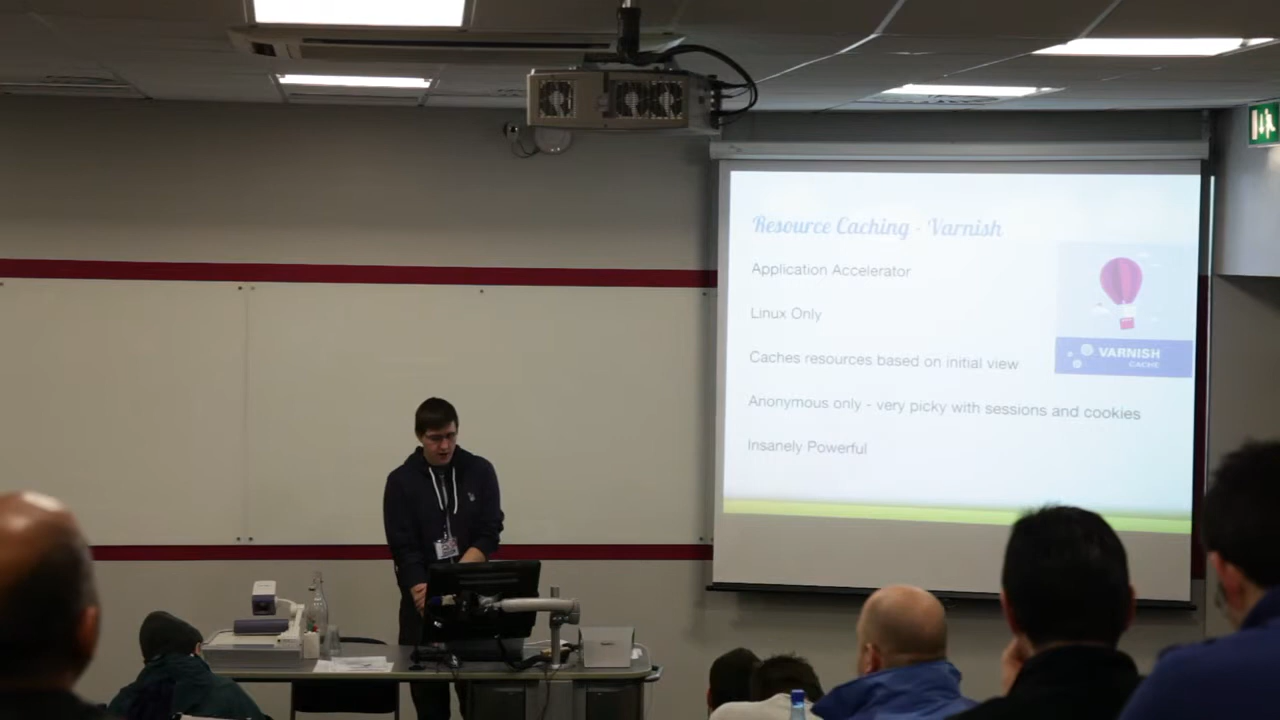 Resource Caching - Varnish
Application Accelerator
Linux Only
Caches resources based on initial view
VARNISH
CACHE
Anonymous only - very picky with sessions and cookies
Insanely Powerful